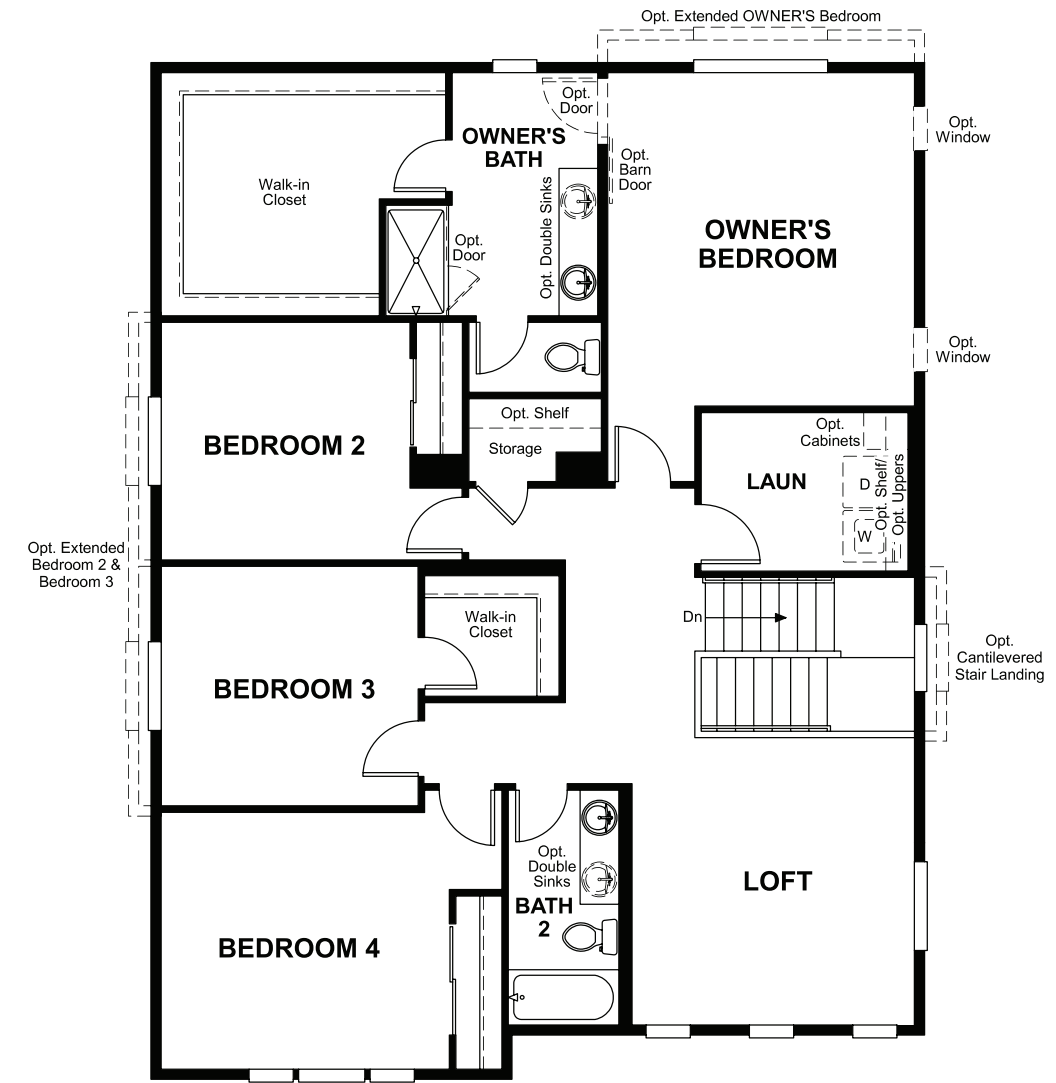 Opt. Extended OWNER'S Bedroom
Opt.
Door
OWNER'S
BATH
Opt.
Window
Opt.
Barn
Door
Walk-in
Closet
Opt. Double Sinks
Opt.
Door
OWNER'S
BEDROOM
Opt.
Window
Opt. Shelf
Storage
BEDROOM 2
Opt.
Cabinets
LAUN
D
W
Opt. Shelf/
Opt. Uppers
Opt. Extended
Bedroom 2 &
Bedroom 3
Walk-in
Closet
Dn
Opt.
Cantilevered
Stair Landing
BEDROOM 3
Opt.
Double
Sinks
BATH
2
LOFT
BEDROOM 4